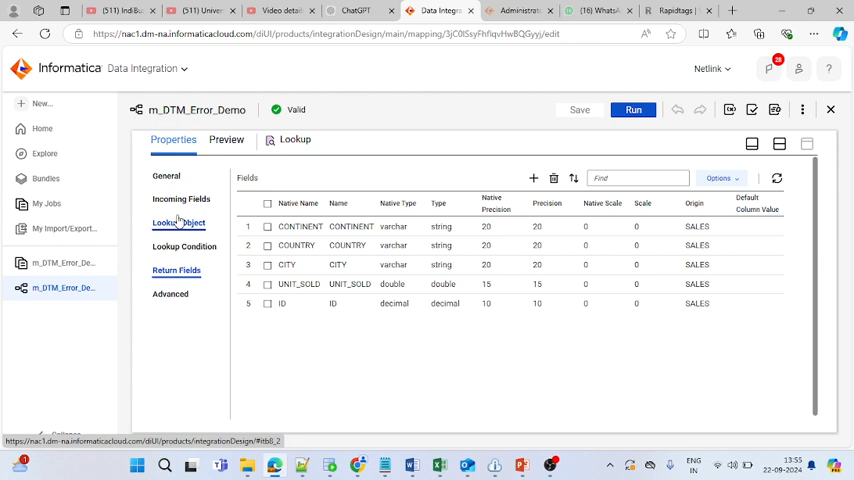 (511) IndiBu
(511) Univer
Video detail
ChatGPT
Data Integra
Administrato
(16) WhatsA
Rapidtags |
https://nac1.dm-na.informaticacloud.com/diUI/products/integrationDesign/main/mapping/3jC0lSsyFhfiqvHwBQGyyj/edit
Informatica Data Integration
Netlink
28
New...
Home
Explore
Bundles
My Jobs
My Import/Export...
m_DTM_Error_De...
m_DTM_Error_De...
Collapse
m_DTM_Error_Demo
Valid
Save
Run
Properties
Preview
Lookup
General
Incoming Fields
Lookup Object
Lookup Condition
Return Fields
Advanced
Fields
Find
Options
Native Name Name Native Type Type Native Precision Precision Native Scale Scale Origin Default Column Value
1 CONTINENT CONTINENT varchar string 20 20 0 0 SALES
2 COUNTRY COUNTRY varchar string 20 20 0 0 SALES
3 CITY CITY varchar string 20 20 0 0 SALES
4 UNIT_SOLD UNIT_SOLD double double 15 15 0 0 SALES
5 ID ID decimal decimal 10 10 0 0 SALES
https://nac1.dm-na.informaticacloud.com/diUI/products/integrationDesign/#itb8_2
1
ENG
IN
13:55
22-09-2024